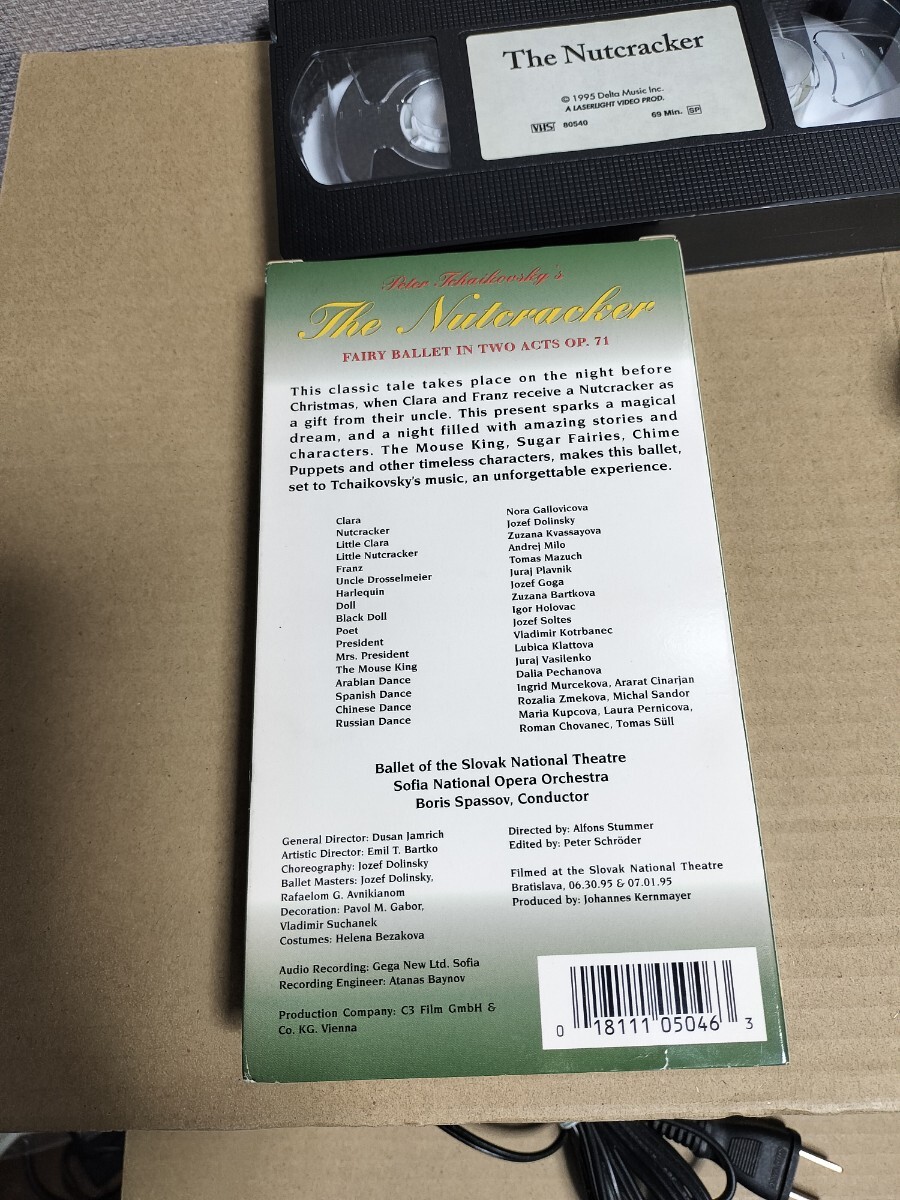 The Nutcracker
© 1995 Delta Music Inc.
A LASERLIGHT VIDEO PROD.
VHS 80540 69 Min. SP
Peter Tchaikovsky's
The Nutcracker
FAIRY BALLET IN TWO ACTS OP. 71
This classic tale takes place on the night before
Christmas, when Clara and Franz receive a Nutcracker as
a gift from their uncle. This present sparks a magical
dream, and a night filled with amazing stories and
characters. The Mouse King, Sugar Fairies, Chime
Puppets and other timeless characters, makes this ballet,
set to Tchaikovsky's music, an unforgettable experience.
Clara
Nutcracker
Little Clara
Little Nutcracker
Franz
Uncle Drosselmeier
Harlequin
Doll
Black Doll
Poet
President
Mrs. President
The Mouse King
Arabian Dance
Spanish Dance
Chinese Dance
Russian Dance
Nora Gallovicova
Jozef Dolinsky
Zuzana Kvassayova
Andrej Milo
Tomas Mazuch
Juraj Plavnik
Jozef Goga
Zuzana Bartkova
Igor Holovac
Jozef Soltes
Vladimir Kotrbanec
Lubica Klattova
Juraj Vasilenko
Dalia Pechanova
Ingrid Murcekova, Ararat Cinarjan
Rozalia Zmekova, Michal Sandor
Maria Kupcova, Laura Pernicova,
Roman Chovanec, Tomas Süll
Ballet of the Slovak National Theatre
Sofia National Opera Orchestra
Boris Spassov, Conductor
General Director: Dusan Jamrich
Artistic Director: Emil T. Bartko
Choreography: Jozef Dolinsky
Ballet Masters: Jozef Dolinsky,
Rafaelom G. Avnikianom
Decoration: Pavol M. Gabor,
Vladimir Suchanek
Costumes: Helena Bezakova
Audio Recording: Gega New Ltd. Sofia
Recording Engineer: Atanas Baynov
Production Company: C3 Film GmbH &
Co. KG. Vienna
Directed by: Alfons Stummer
Edited by: Peter Schröder
Filmed at the Slovak National Theatre
Bratislava, 06.30.95 & 07.01.95
Produced by: Johannes Kernmayer
0 18111 05046 3